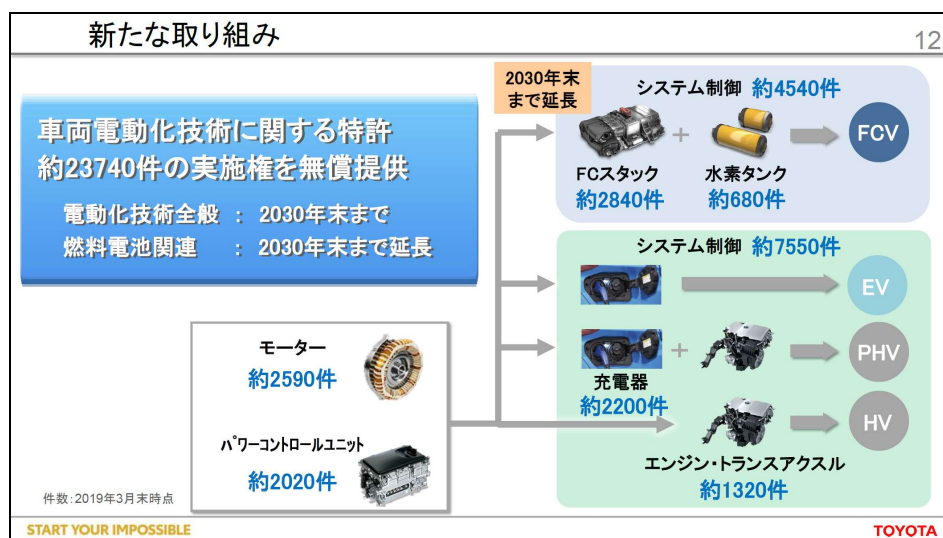 新たな取り組み
12
車両電動化技術に関する特許
約23740件の実施権を無償提供
電動化技術全般 : 2030年末まで
燃料電池関連 : 2030年末まで延長
2030年末
まで延長
システム制御 約4540件
FCスタック
約2840件
+
水素タンク
約680件
FCV
システム制御 約7550件
EV
+
PHV
充電器
約2200件
HV
エンジン・トランスアクスル
約1320件
モーター
約2590件
パワーコントロールユニット
約2020件
件数:2019年3月末時点
START YOUR IMPOSSIBLE
TOYOTA